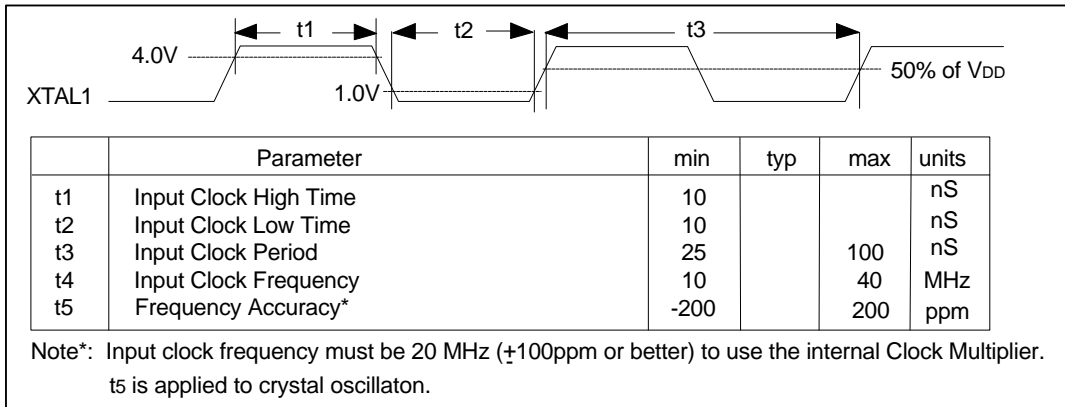 t1 t2 t3
4.0V
50% of VDD
XTAL1 1.0V
Parameter min typ max units
t1 Input Clock High Time 10 nS
t2 Input Clock Low Time 10 nS
t3 Input Clock Period 25 100 nS
t4 Input Clock Frequency 10 40 MHz
t5 Frequency Accuracy* -200 200 ppm
Note*: Input clock frequency must be 20 MHz (±100ppm or better) to use the internal Clock Multiplier.
t5 is applied to crystal oscillaton.